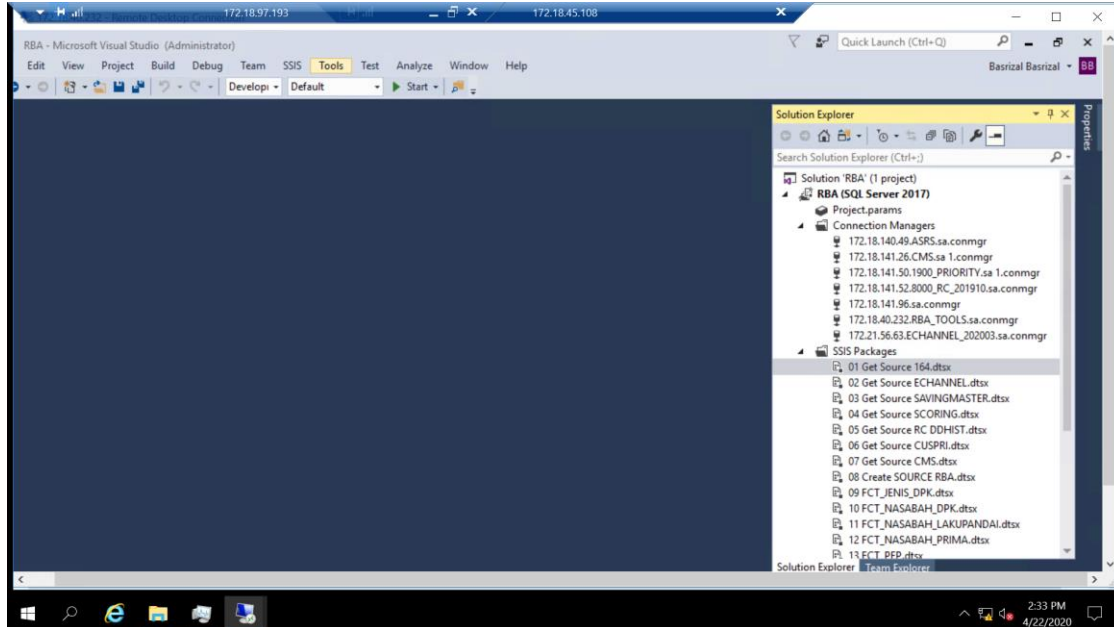 172.18.97.193
172.18.45.108
RBA - Microsoft Visual Studio (Administrator)
Quick Launch (Ctrl+Q)
Edit View Project Build Debug Team SSIS Tools Test Analyze Window Help
Basrizal Basrizal BB
Developı Default Start
Solution Explorer
Properties
Search Solution Explorer (Ctrl+;)
Solution 'RBA' (1 project)
RBA (SQL Server 2017)
Project.params
Connection Managers
172.18.140.49.ASRS.sa.conmgr
172.18.141.26.CMS.sa 1.conmgr
172.18.141.50.1900_PRIORITY.sa 1.conmgr
172.18.141.52.8000_RC_201910.sa.conmgr
172.18.141.96.sa.conmgr
172.18.40.232.RBA_TOOLS.sa.conmgr
172.21.56.63.ECHANNEL_202003.sa.conmgr
SSIS Packages
01 Get Source 164.dtsx
02 Get Source ECHANNEL.dtsx
03 Get Source SAVINGMASTER.dtsx
04 Get Source SCORING.dtsx
05 Get Source RC DDHIST.dtsx
06 Get Source CUSPRI.dtsx
07 Get Source CMS.dtsx
08 Create SOURCE RBA.dtsx
09 FCT_JENIS_DPK.dtsx
10 FCT_NASABAH_DPK.dtsx
11 FCT_NASABAH_LAKUPANDAI.dtsx
12 FCT_NASABAH_PRIMA.dtsx
13 FCT_PEP.dtsx
Solution Explorer Team Explorer
2:33 PM
4/22/2020